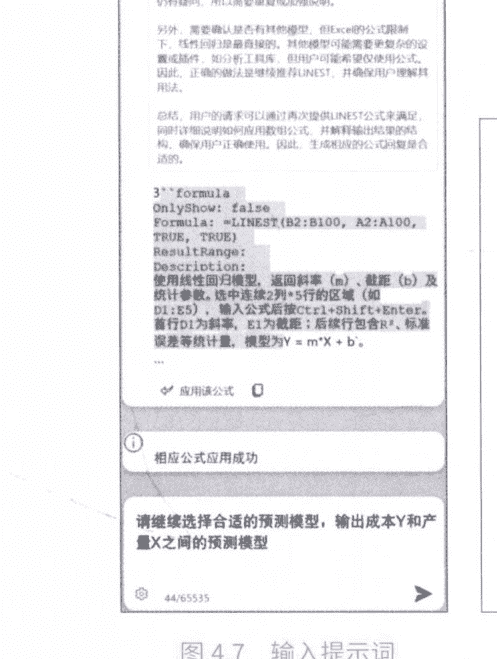 另外，需要确认是否有其他模型，但Excel的公式限制
下，线性回归是最直接的。其他模型可能需要更复杂的设
置或插件，如分析工具库，但用户可能希望仅使用公式。
因此，正确的做法是继续推荐LINEST，并确保用户理解其
用法。
总结，用户的请求可以通过再次提供LINEST公式来满足，
同时详细说明如何应用数组公式，并解释输出结果的结
构，确保用户正确使用。因此，生成相应的公式回复是合
适的。
3``formula
OnlyShow: false
Formula: =LINEST(B2:B100, A2:A100,
TRUE, TRUE)
ResultRange:
Description:
使用线性回归模型，返回斜率（m）、截距（b）及
统计参数。选中连续2列*5行的区域（如
D1:E5），输入公式后按Ctrl+Shift+Enter。
首行D1为斜率，E1为截距；后续行包含R²、标准
误差等统计量，模型为Y = m*X + b`。
...
应用该公式
相应公式应用成功
请继续选择合适的预测模型，输出成本Y和产
量X之间的预测模型
44/65535
图 4.7 输入提示词